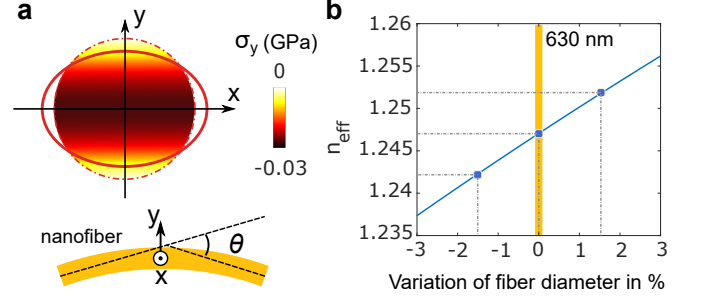 a
y
σy (GPa)
0
x
-0.03
y
nanofiber
θ
x
b
1.26
630 nm
1.255
1.25
1.245
1.24
1.235
neff
-3 -2 -1 0 1 2 3
Variation of fiber diameter in %